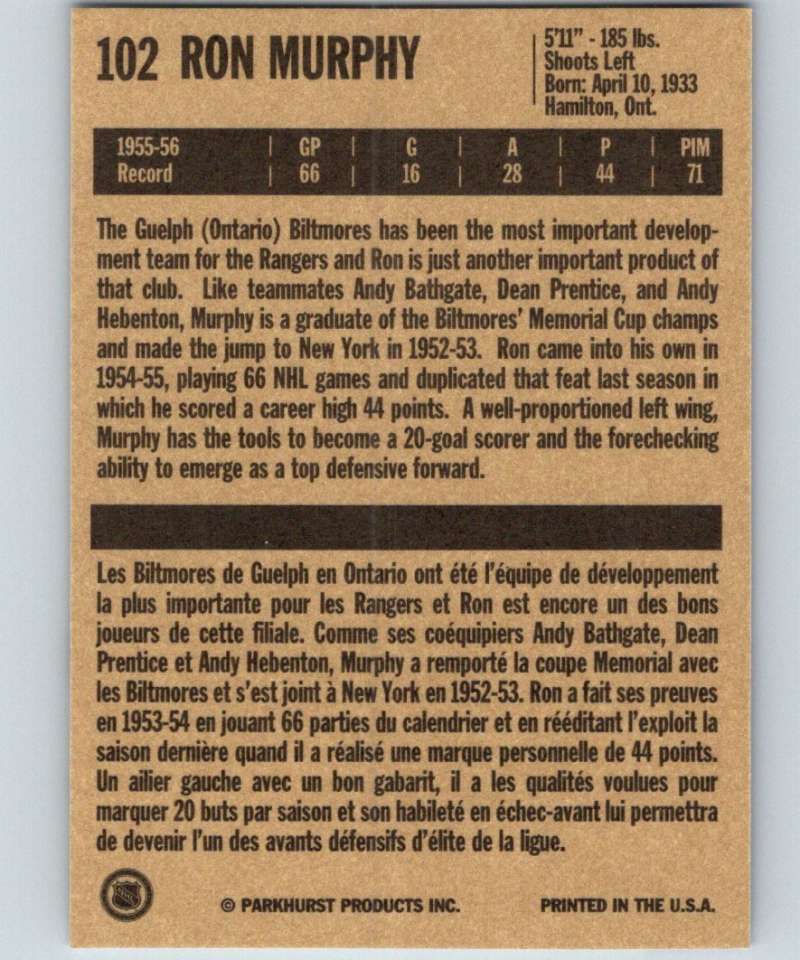 102 RON MURPHY
5'11" - 185 lbs.
Shoots Left
Born: April 10, 1933
Hamilton, Ont.
1955-56 | GP | G | A | P | PIM
Record | 66 | 16 | 28 | 44 | 71
The Guelph (Ontario) Biltmores has been the most important develop-
ment team for the Rangers and Ron is just another important product of
that club. Like teammates Andy Bathgate, Dean Prentice, and Andy
Hebenton, Murphy is a graduate of the Biltmores' Memorial Cup champs
and made the jump to New York in 1952-53. Ron came into his own in
1954-55, playing 66 NHL games and duplicated that feat last season in
which he scored a career high 44 points. A well-proportioned left wing,
Murphy has the tools to become a 20-goal scorer and the forechecking
ability to emerge as a top defensive forward.
Les Biltmores de Guelph en Ontario ont été l'équipe de développement
la plus importante pour les Rangers et Ron est encore un des bons
joueurs de cette filiale. Comme ses coéquipiers Andy Bathgate, Dean
Prentice et Andy Hebenton, Murphy a remporté la coupe Memorial avec
les Biltmores et s'est joint à New York en 1952-53. Ron a fait ses preuves
en 1953-54 en jouant 66 parties du calendrier et en rééditant l'exploit la
saison dernière quand il a réalisé une marque personnelle de 44 points.
Un ailier gauche avec un bon gabarit, il a les qualités voulues pour
marquer 20 buts par saison et son habileté en échec-avant lui permettra
de devenir l'un des avants défensifs d'élite de la ligue.
© PARKHURST PRODUCTS INC. PRINTED IN THE U.S.A.